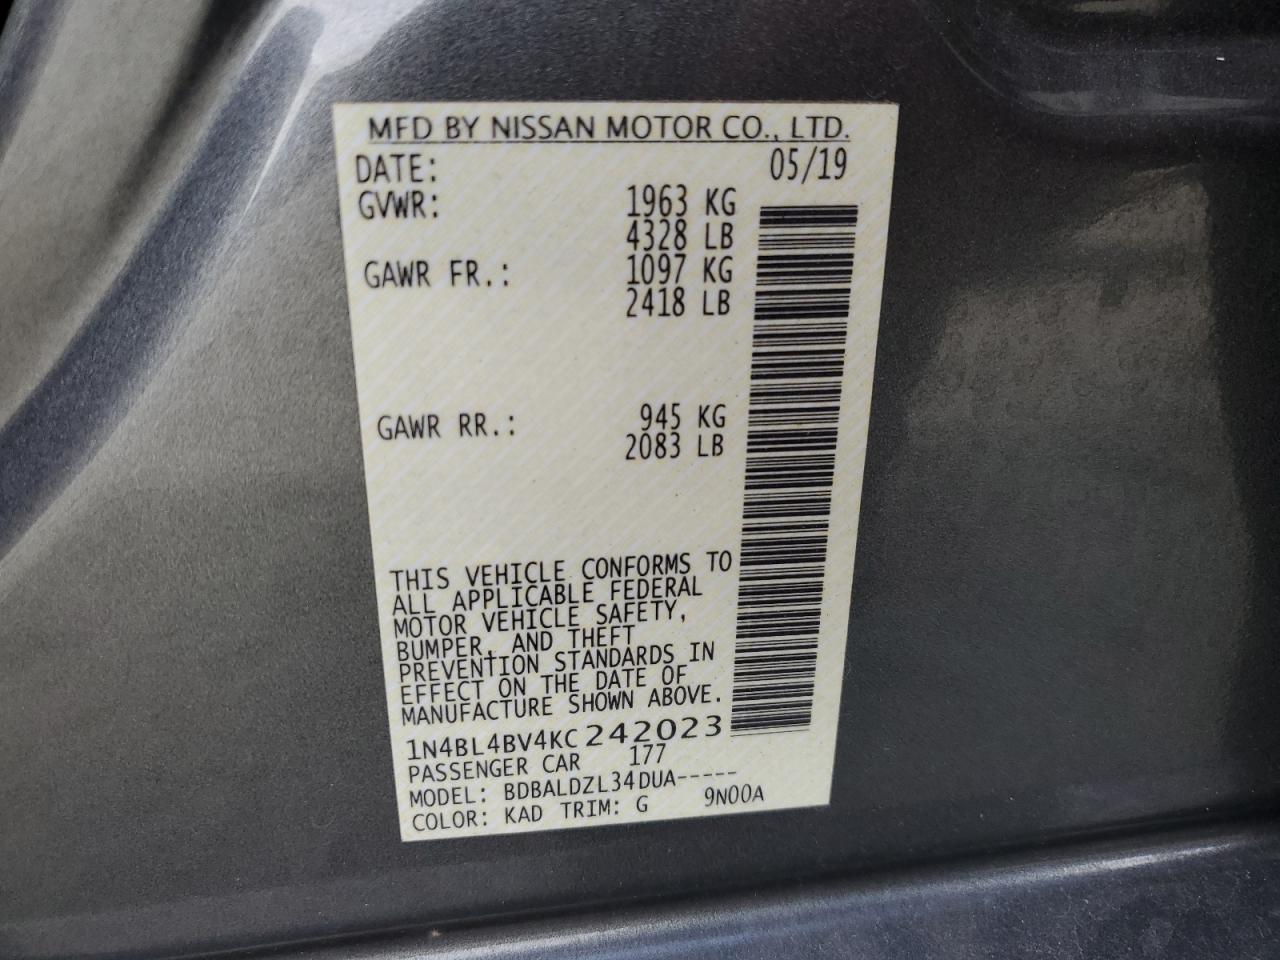 MFD BY NISSAN MOTOR CO., LTD.
DATE: 05/19
GVWR: 1963 KG
4328 LB
GAWR FR.: 1097 KG
2418 LB
GAWR RR.: 945 KG
2083 LB
THIS VEHICLE CONFORMS TO
ALL APPLICABLE FEDERAL
MOTOR VEHICLE SAFETY,
BUMPER, AND THEFT
PREVENTION STANDARDS IN
EFFECT ON THE DATE OF
MANUFACTURE SHOWN ABOVE.
1N4BL4BV4KC242023
PASSENGER CAR 177
MODEL: BDBALDZL34DUA-----
COLOR: KAD TRIM: G 9N00A